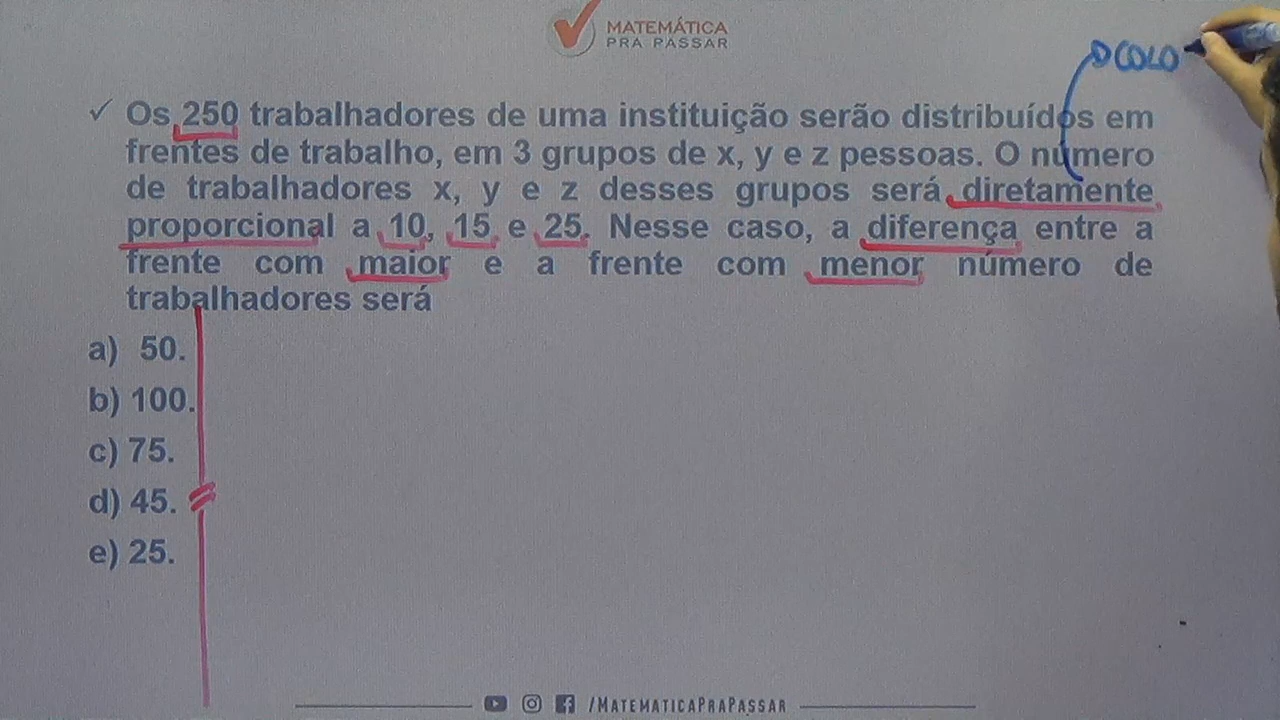 MATEMÁTICA
PRA PASSAR
COLO
✓ Os 250 trabalhadores de uma instituição serão distribuídos em
frentes de trabalho, em 3 grupos de x, y e z pessoas. O número
de trabalhadores x, y e z desses grupos será diretamente
proporcional a 10, 15 e 25. Nesse caso, a diferença entre a
frente com maior e a frente com menor número de
trabalhadores será
a) 50.
b) 100.
c) 75.
d) 45.
e) 25.
/MATEMATICAPRAPASSAR